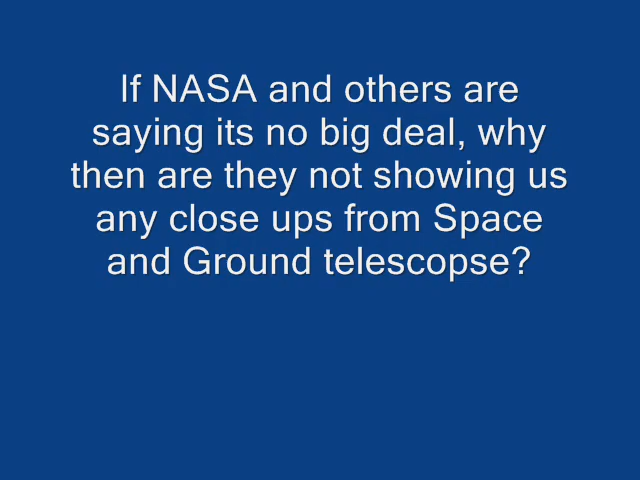 If NASA and others are
saying its no big deal, why
then are they not showing us
any close ups from Space
and Ground telescopse?